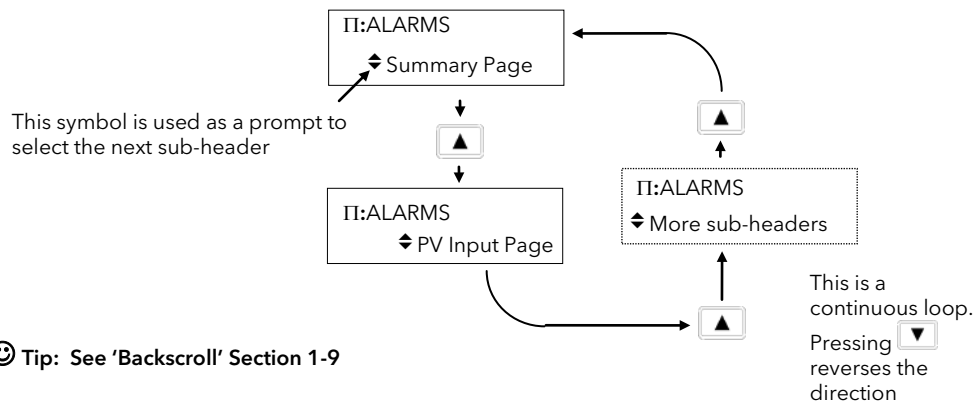 Π:ALARMS
Summary Page
This symbol is used as a prompt to
select the next sub-header
Π:ALARMS
PV Input Page
Π:ALARMS
More sub-headers
This is a
continuous loop.
Pressing
reverses the
direction
Tip: See ‘Backscroll’ Section 1-9